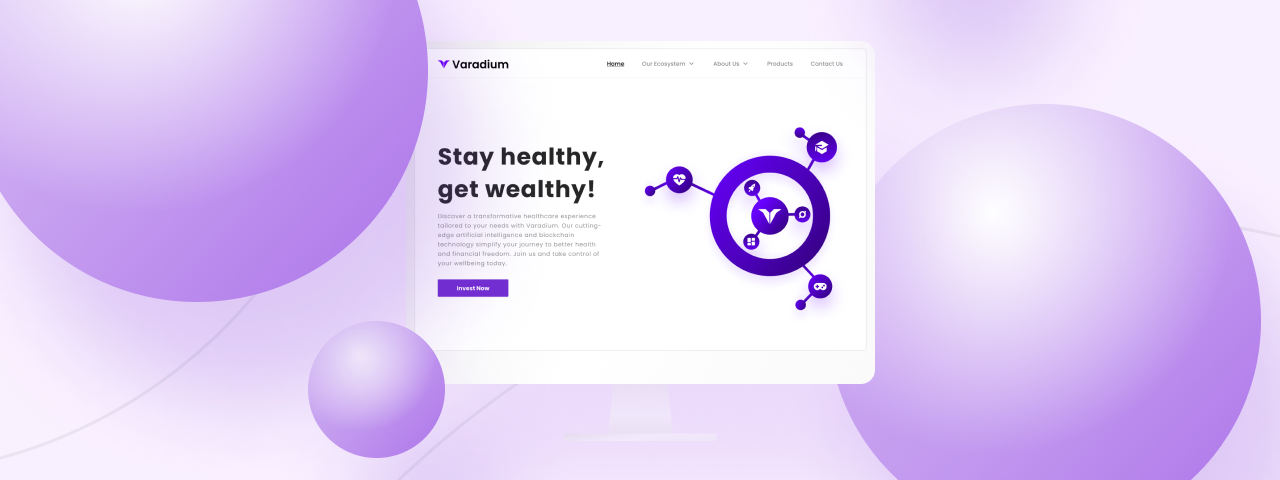 Varadium
Home Our Ecosystem About Us Products Contact Us
Stay healthy,
get wealthy!
Discover a transformative healthcare experience
tailored to your needs with Varadium. Our cutting-
edge artificial intelligence and blockchain
technology simplify your journey to better health
and financial freedom. Join us and take control of
your wellbeing today.
Invest Now